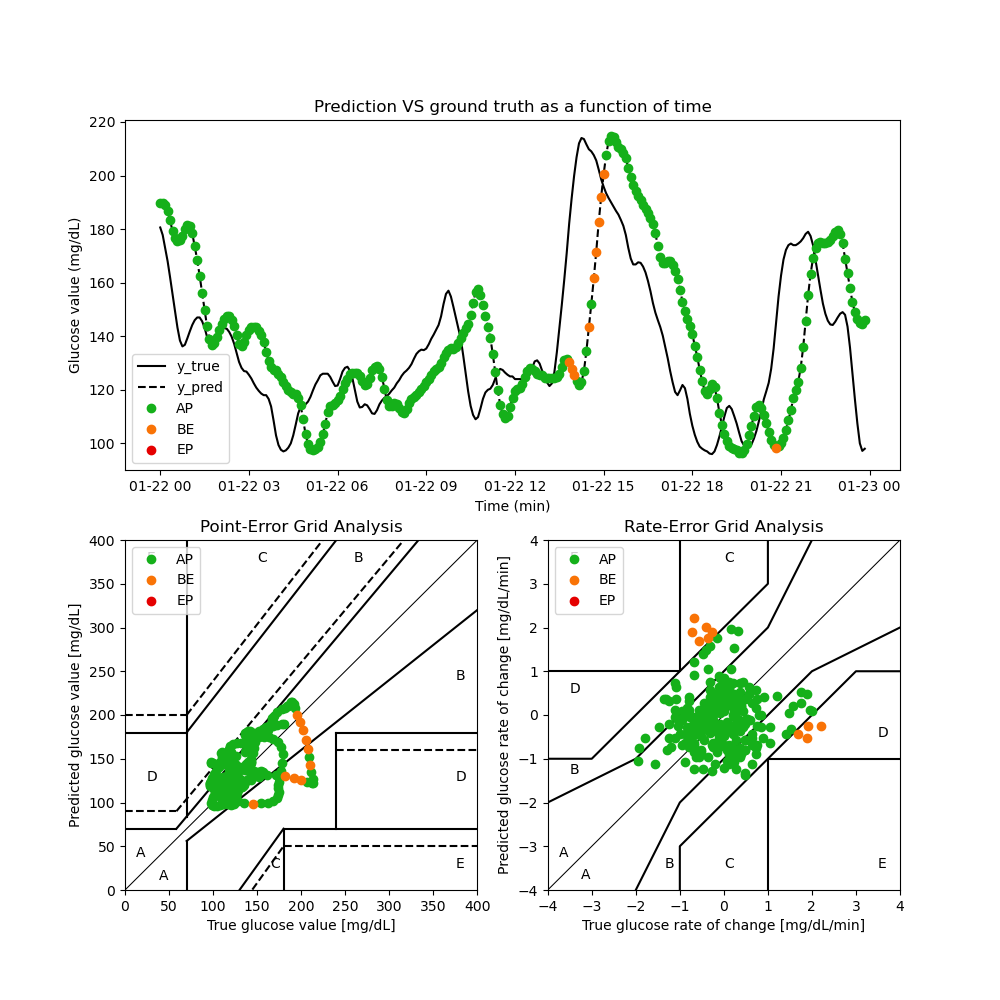 Prediction VS ground truth as a function of time
Glucose value (mg/dL)
220
200
180
160
140
120
100
y_true
y_pred
AP
BE
EP
01-22 00 01-22 03 01-22 06 01-22 09 01-22 12 01-22 15 01-22 18 01-22 21 01-23 00
Time (min)
Point-Error Grid Analysis
Predicted glucose value [mg/dL]
400
350
300
250
200
150
100
50
0
AP
BE
EP
C B
B
D D
A
A
C E
0 50 100 150 200 250 300 350 400
True glucose value [mg/dL]
Rate-Error Grid Analysis
Predicted glucose rate of change [mg/dL/min]
4
3
2
1
0
−1
−2
−3
−4
AP
BE
EP
C
D
D
B
A
A
B C E
−4 −3 −2 −1 0 1 2 3 4
True glucose rate of change [mg/dL/min]